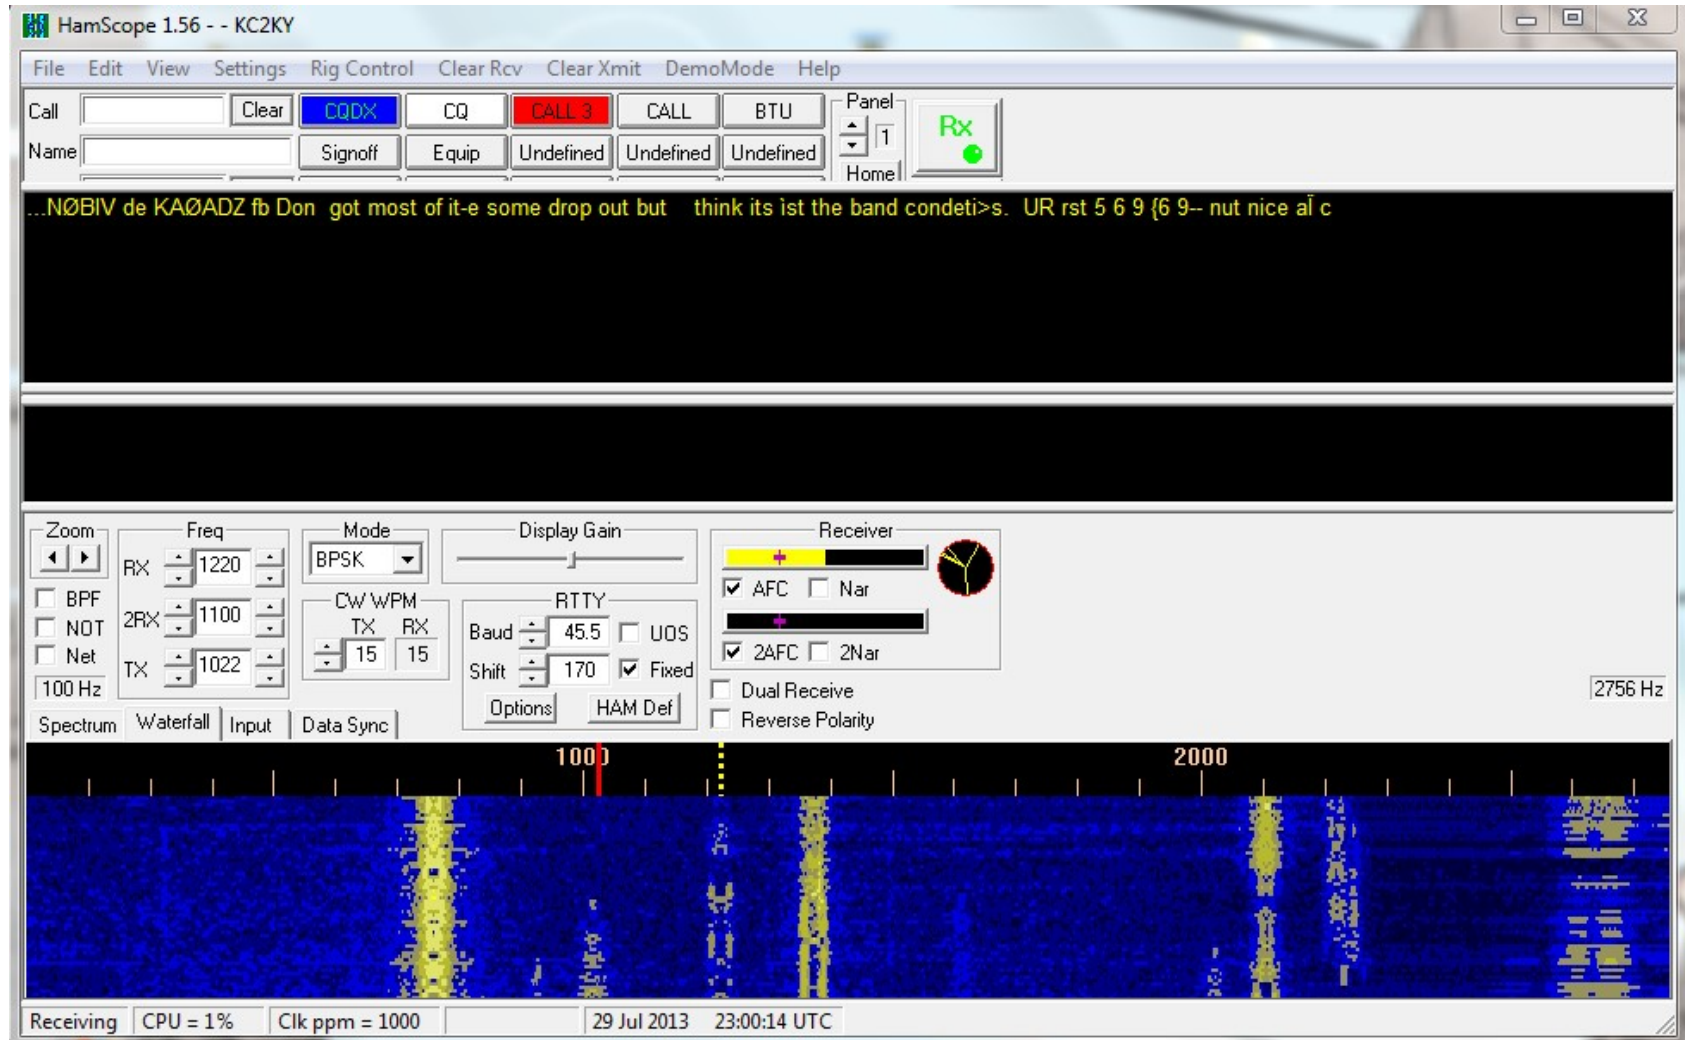 HamScope 1.56 - - KC2KY
File Edit View Settings Rig Control Clear Rcv Clear Xmit DemoMode Help
Call Clear CQDX CQ CALL 3 CALL BTU Panel
Name Signoff Equip Undefined Undefined Undefined 1 Home Rx
...NØBIV de KAØADZ fb Don  got most of it-e some drop out but    think its ìst the band condeti>s.  UR rst 5 6 9 {6 9-- nut nice aÏ c
Zoom Freq Mode Display Gain Receiver
RX 1220 BPSK
BPF AFC Nar
CW WPM RTTY
NOT 2RX 1100 TX RX Baud 45.5 UOS
Net 15 15 2AFC 2Nar
TX 1022 Shift 170 Fixed
100 Hz Dual Receive 2756 Hz
Options HAM Def
Spectrum Waterfall Input Data Sync Reverse Polarity
1000 2000
Receiving CPU = 1% Clk ppm = 1000 29 Jul 2013 23:00:14 UTC